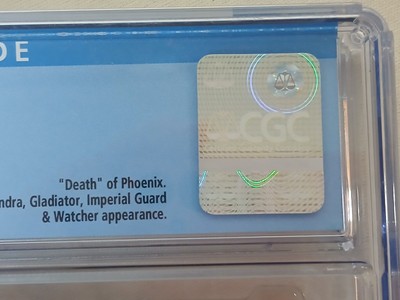 DE
CGC
"Death" of Phoenix.
ndra, Gladiator, Imperial Guard
& Watcher appearance.